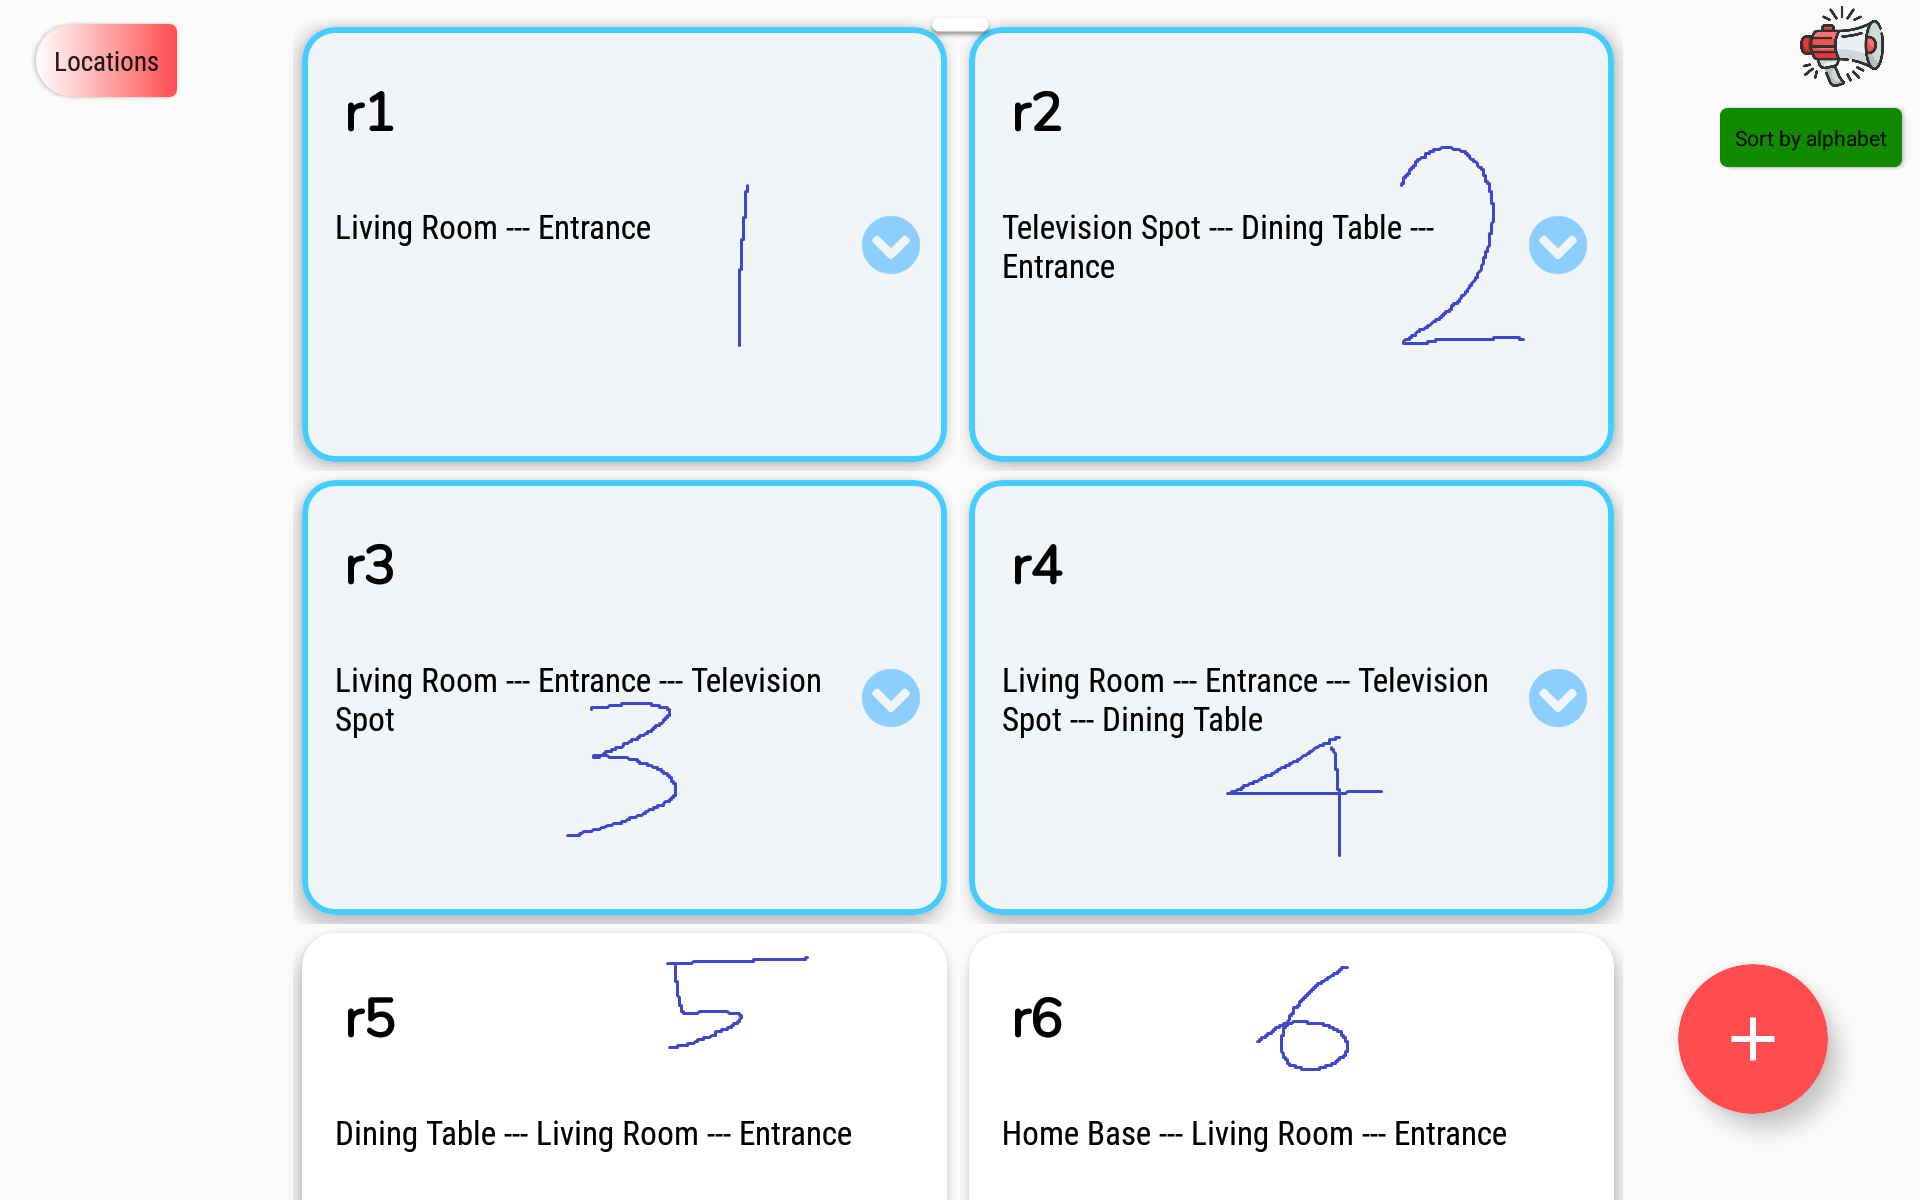 Locations
Sort by alphabet
r1
Living Room --- Entrance
1
r2
Television Spot --- Dining Table ---
Entrance
2
r3
Living Room --- Entrance --- Television
Spot
3
r4
Living Room --- Entrance --- Television
Spot --- Dining Table
4
r5
5
Dining Table --- Living Room --- Entrance
r6
6
Home Base --- Living Room --- Entrance
+